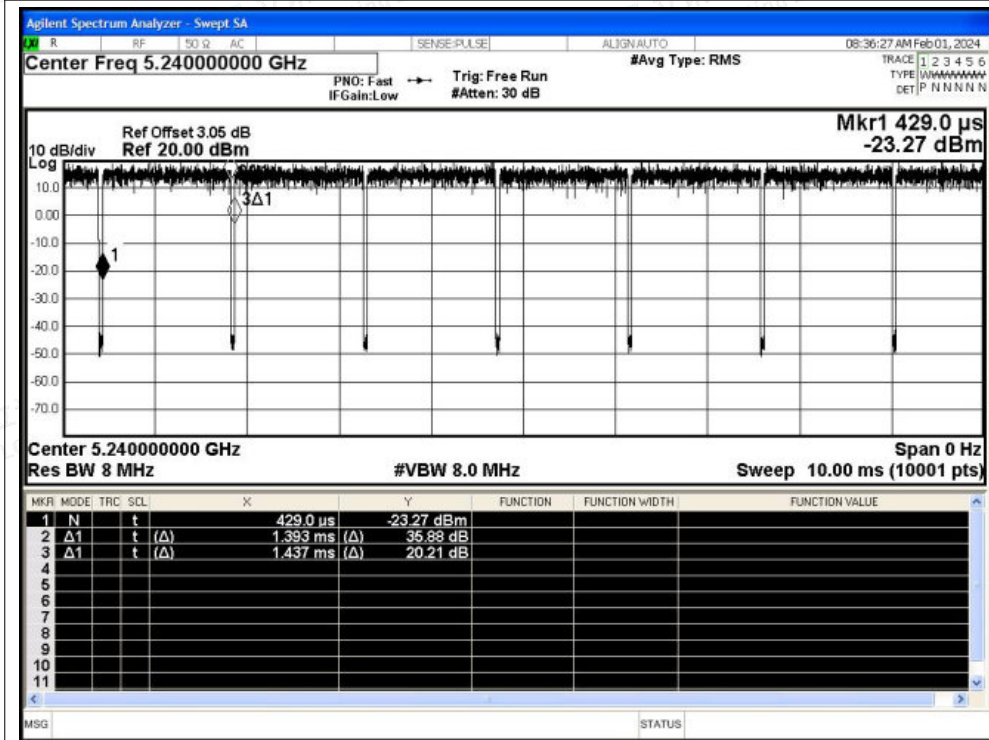 Agilent Spectrum Analyzer - Swept SA
LXI R RF 50 Ω AC SENSE:PULSE ALIGN AUTO 08:36:27 AM Feb 01, 2024
Center Freq 5.240000000 GHz #Avg Type: RMS TRACE 1 2 3 4 5 6
PNO: Fast Trig: Free Run TYPE WWWWWW
IFGain:Low #Atten: 30 dB DET P N N N N N
Mkr1 429.0 µs
Ref Offset 3.05 dB
10 dB/div Ref 20.00 dBm -23.27 dBm
Log
10.0
3Δ1
0.00
-10.0
1
-20.0
-30.0
-40.0
-50.0
-60.0
-70.0
Center 5.240000000 GHz Span 0 Hz
Res BW 8 MHz #VBW 8.0 MHz Sweep 10.00 ms (10001 pts)
MKR MODE TRC SCL X Y FUNCTION FUNCTION WIDTH FUNCTION VALUE
1 N t 429.0 µs -23.27 dBm
2 Δ1 t (Δ) 1.393 ms (Δ) 35.88 dB
3 Δ1 t (Δ) 1.437 ms (Δ) 20.21 dB
4
5
6
7
8
9
10
11
MSG STATUS